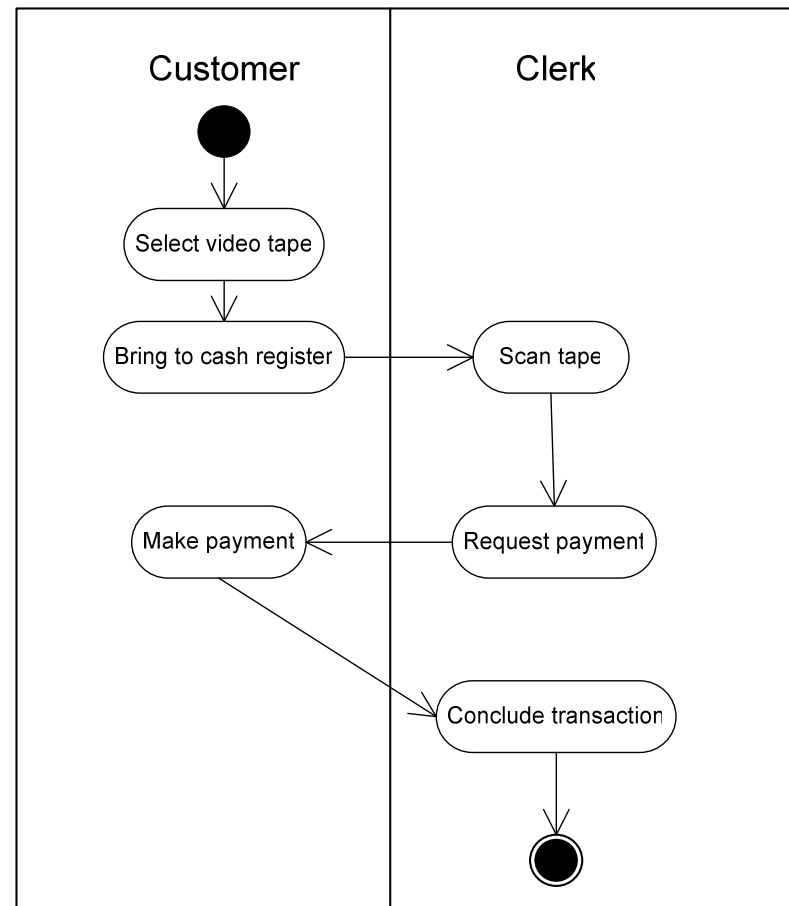 Customer
Clerk
Select video tape
Bring to cash register
Scan tape
Make payment
Request payment
Conclude transaction